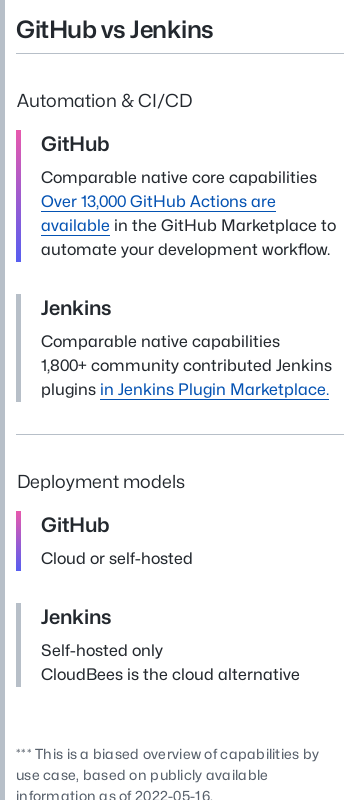 GitHub vs Jenkins
Automation & CI/CD
GitHub
Comparable native core capabilities
Over 13,000 GitHub Actions are
available in the GitHub Marketplace to
automate your development workflow.
Jenkins
Comparable native capabilities
1,800+ community contributed Jenkins
plugins in Jenkins Plugin Marketplace.
Deployment models
GitHub
Cloud or self-hosted
Jenkins
Self-hosted only
CloudBees is the cloud alternative
*** This is a biased overview of capabilities by
use case, based on publicly available
information as of 2022-05-16.